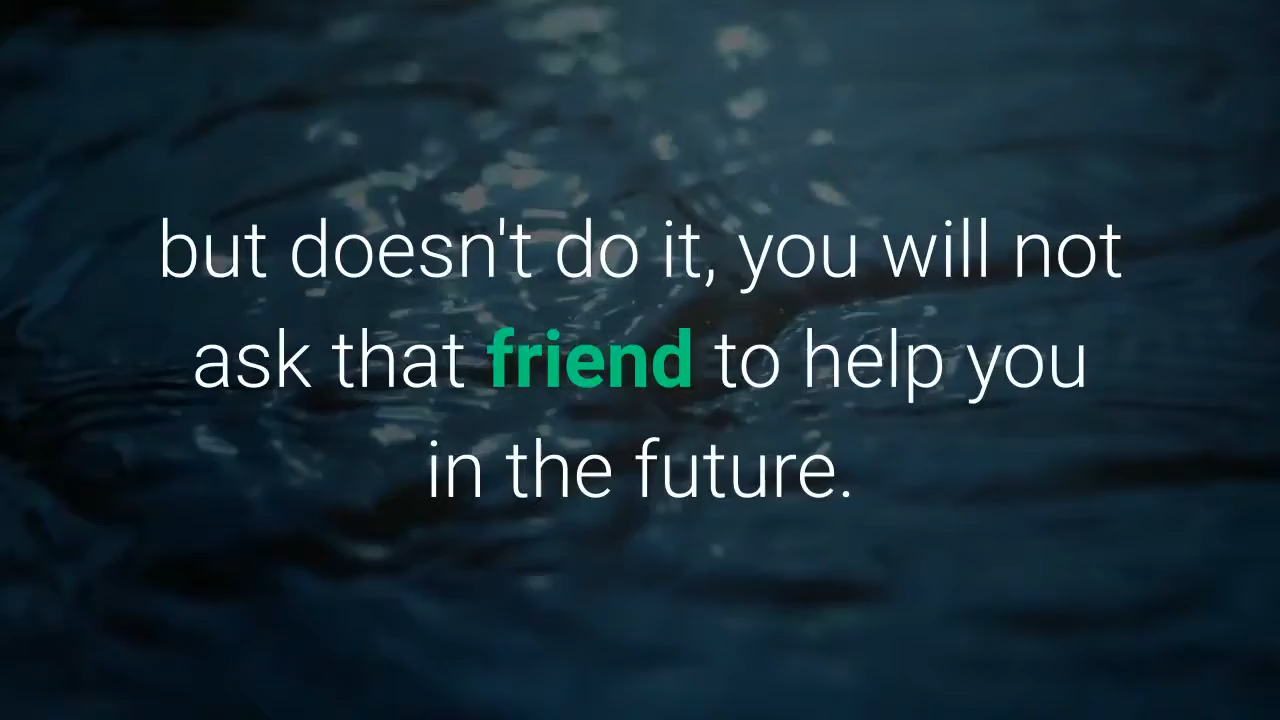 but doesn't do it, you will not
ask that friend to help you
in the future.